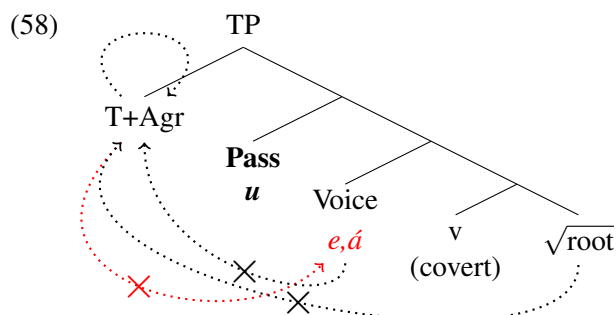 (58)
TP
T+Agr
Pass
u
Voice
e,á
v
(covert)
√root